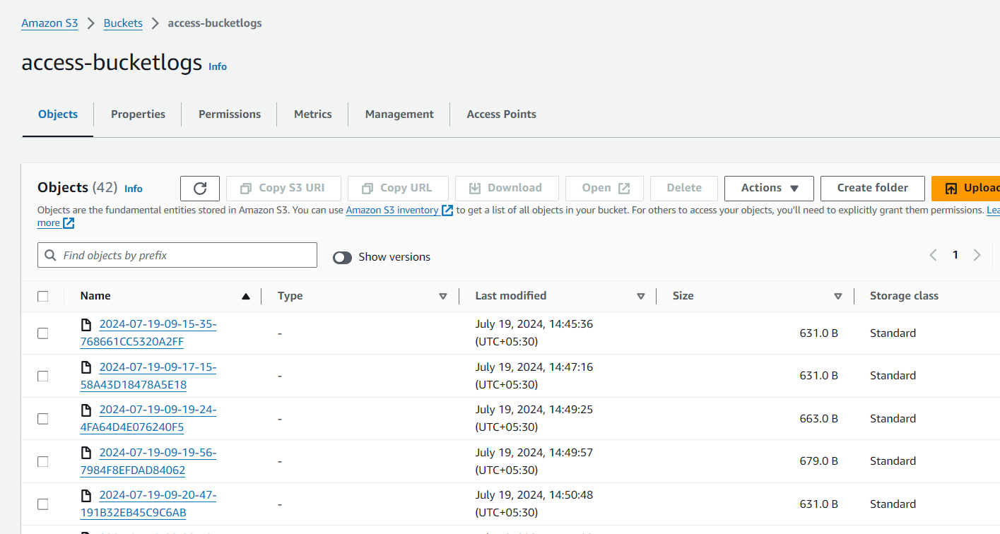 Amazon S3 > Buckets > access-bucketlogs
access-bucketlogs Info
Objects Properties Permissions Metrics Management Access Points
Objects (42) Info Copy S3 URI Copy URL Download Open Delete Actions Create folder Upload
Objects are the fundamental entities stored in Amazon S3. You can use Amazon S3 inventory to get a list of all objects in your bucket. For others to access your objects, you'll need to explicitly grant them permissions. Lea
more
Find objects by prefix Show versions 1
Name Type Last modified Size Storage class
2024-07-19-09-15-35- July 19, 2024, 14:45:36
768661CC5320A2FF - (UTC+05:30) 631.0 B Standard
2024-07-19-09-17-15- July 19, 2024, 14:47:16
58A43D18478A5E18 - (UTC+05:30) 631.0 B Standard
2024-07-19-09-19-24- July 19, 2024, 14:49:25
4FA64D4E076240F5 - (UTC+05:30) 663.0 B Standard
2024-07-19-09-19-56- July 19, 2024, 14:49:57
7984F8EFDAD84062 - (UTC+05:30) 679.0 B Standard
2024-07-19-09-20-47- July 19, 2024, 14:50:48
191B32EB45C9C6AB - (UTC+05:30) 631.0 B Standard